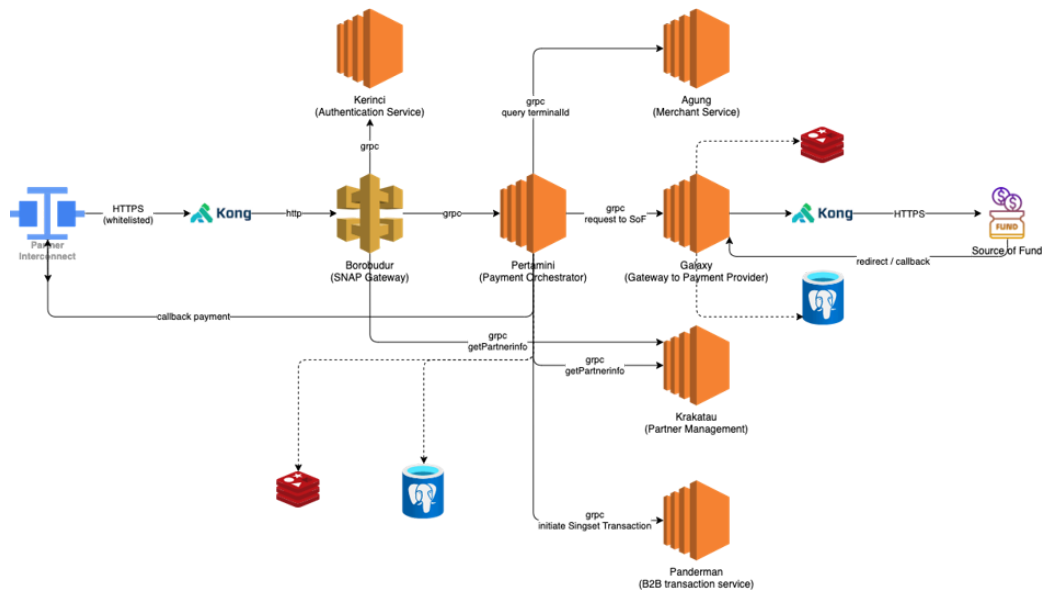 Kerinci
(Authentication Service)
grpc
query terminalId
Agung
(Merchant Service)
grpc
HTTPS
(whitelisted)
Kong
http
grpc
grpc
request to SoF
Kong
HTTPS
FUND
Source of Fund
Partner
Interconnect
Borobudur
(SNAP Gateway)
Pertamini
(Payment Orchestrator)
Galaxy
(Gateway to Payment Provider)
redirect / callback
callback payment
grpc
getPartnerinfo
grpc
getPartnerinfo
Krakatau
(Partner Management)
grpc
initiate Singset Transaction
Panderman
(B2B transaction service)